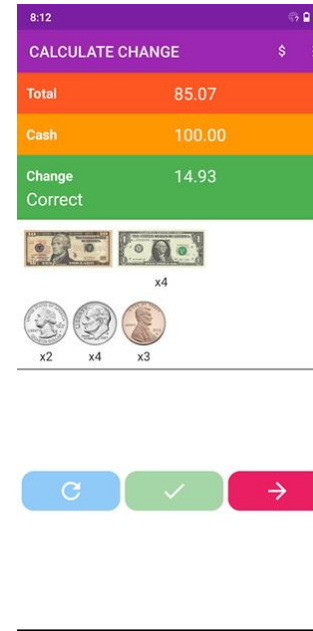 8:12
CALCULATE CHANGE $
Total 85.07
Cash 100.00
Change 14.93
Correct
x4
x2 x4 x3